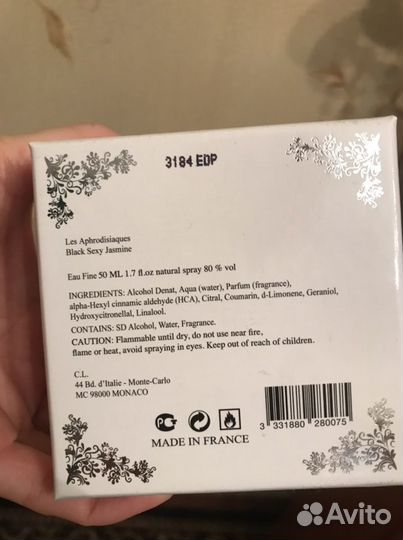 3184 EDP
Les Aphrodisiaques
Black Sexy Jasmine
Eau Fine 50 ML 1.7 fl.oz natural spray 80 % vol
INGREDIENTS: Alcohol Denat, Aqua (water), Parfum (fragrance),
alpha-Hexyl cinnamic aldehyde (HCA), Citral, Coumarin, d-Limonene, Geraniol,
Hydroxycitronellal, Linalool.
CONTAINS: SD Alcohol, Water, Fragrance.
CAUTION: Flammable until dry, do not use near fire,
flame or heat, avoid spraying in eyes. Keep out of reach of children.
C.L.
44 Bd. d'Italie - Monte-Carlo
MC 98000 MONACO
MADE IN FRANCE
3 331880 280075
Avito